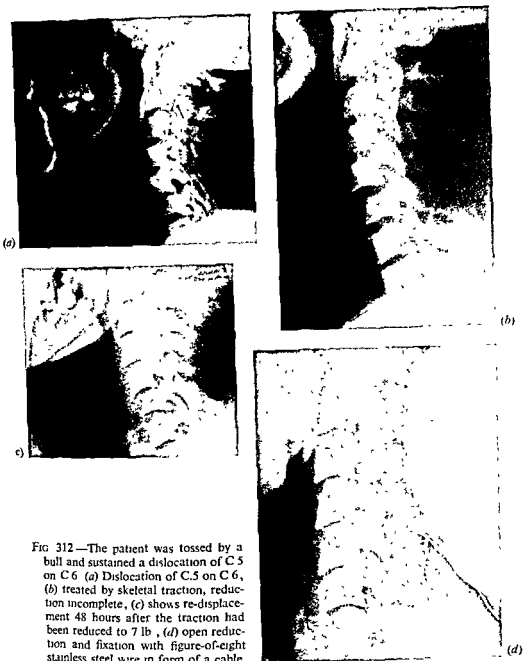 (a)
(b)
c)
(d)
FIG 312—The patient was tossed by a
bull and sustained a dislocation of C 5
on C 6 (a) Dislocation of C.5 on C 6,
(b) treated by skeletal traction, reduc-
tion incomplete, (c) shows re-displace-
ment 48 hours after the traction had
been reduced to 7 lb , (d) open reduc-
tion and fixation with figure-of-eight
stainless steel wire in form of a cable